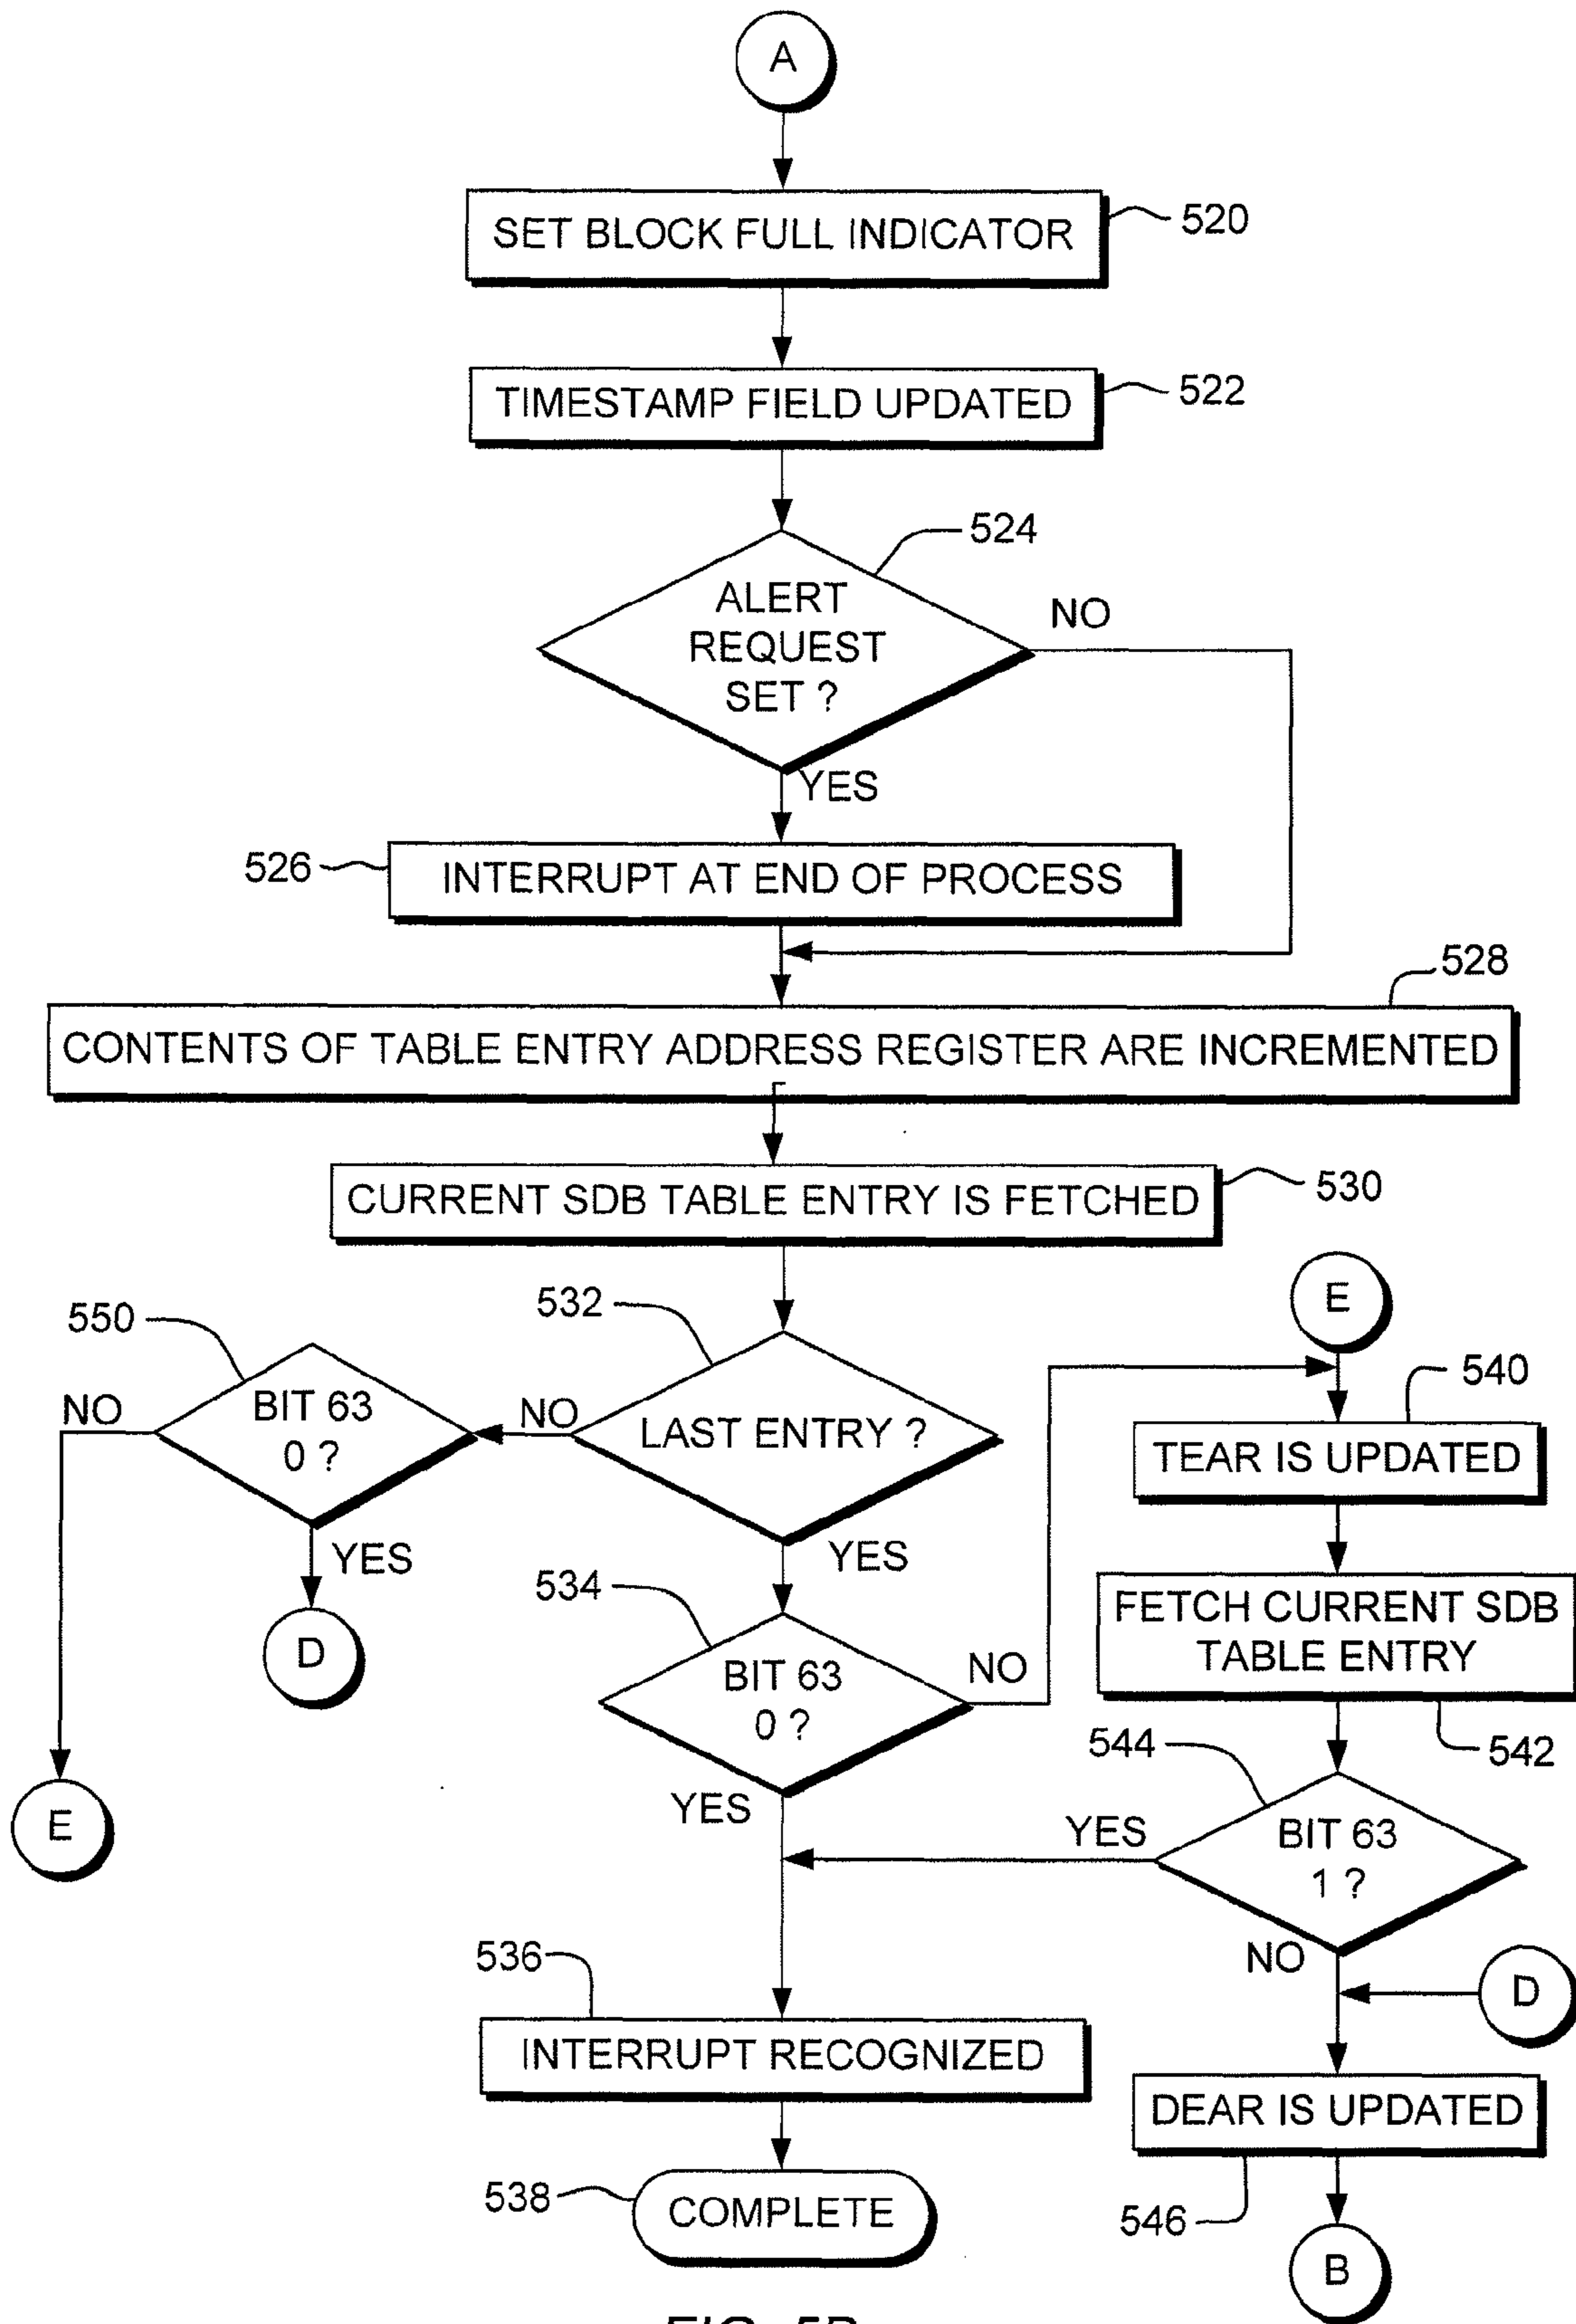 A
SET BLOCK FULL INDICATOR
520
TIMESTAMP FIELD UPDATED
522
524
ALERT
REQUEST
SET ?
NO
YES
526
INTERRUPT AT END OF PROCESS
528
CONTENTS OF TABLE ENTRY ADDRESS REGISTER ARE INCREMENTED
CURRENT SDB TABLE ENTRY IS FETCHED
530
532
LAST ENTRY ?
NO
YES
550
BIT 63
0 ?
NO
YES
D
E
534
BIT 63
0 ?
NO
YES
E
540
TEAR IS UPDATED
FETCH CURRENT SDB
TABLE ENTRY
542
544
BIT 63
1 ?
YES
NO
D
536
INTERRUPT RECOGNIZED
DEAR IS UPDATED
546
538
COMPLETE
B